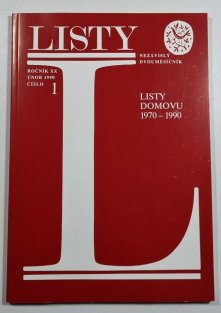 LISTY
NEZÁVISLÝ
DVOUMĚSÍČNÍK
ROČNÍK XX
ÚNOR 1990
ČÍSLO 1
LISTY
DOMOVU
1970 – 1990
L